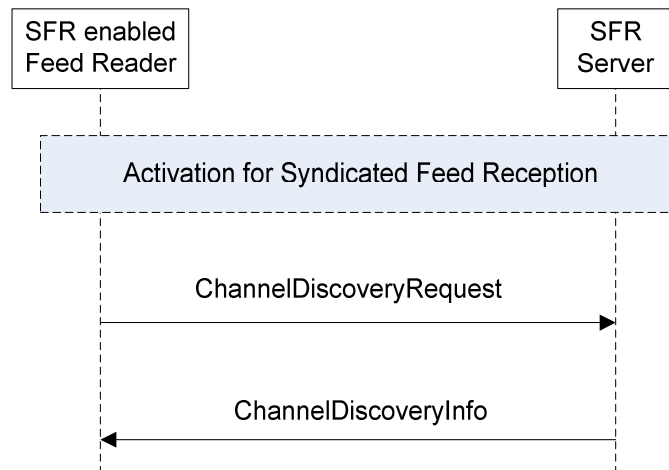 SFR enabled
Feed Reader
SFR
Server
Activation for Syndicated Feed Reception
ChannelDiscoveryRequest
ChannelDiscoveryInfo